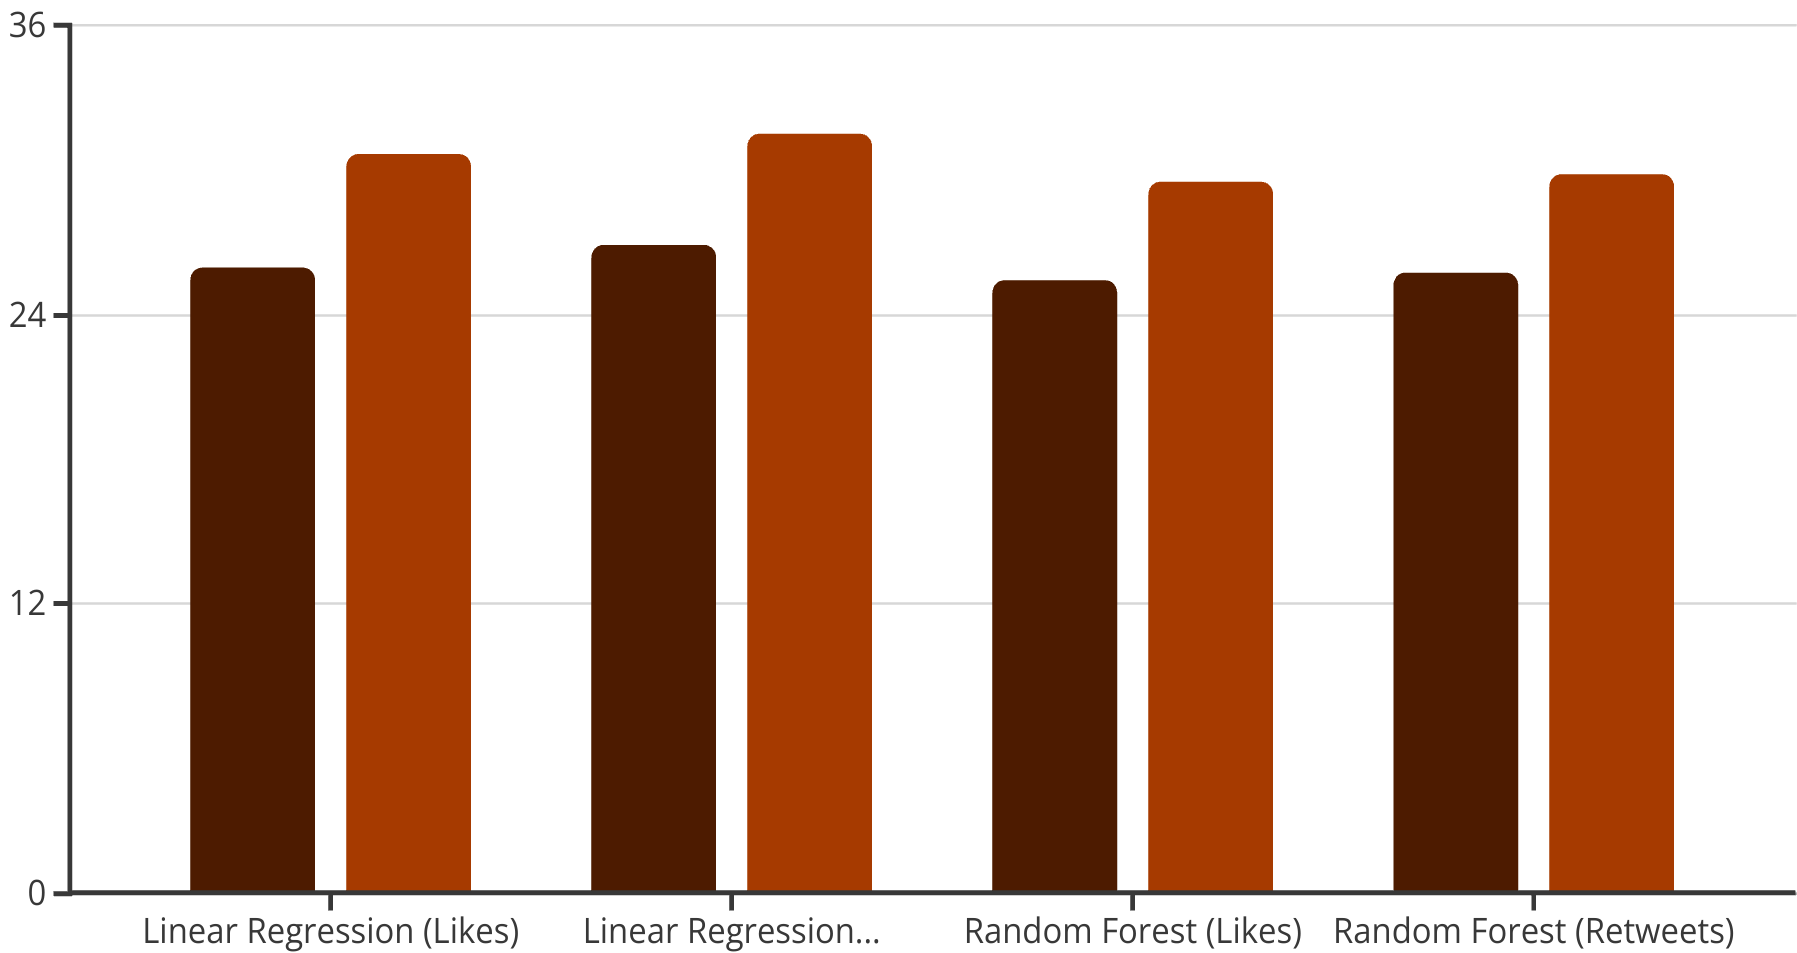 36
24
12
0
Linear Regression (Likes)
Linear Regression...
Random Forest (Likes)
Random Forest (Retweets)